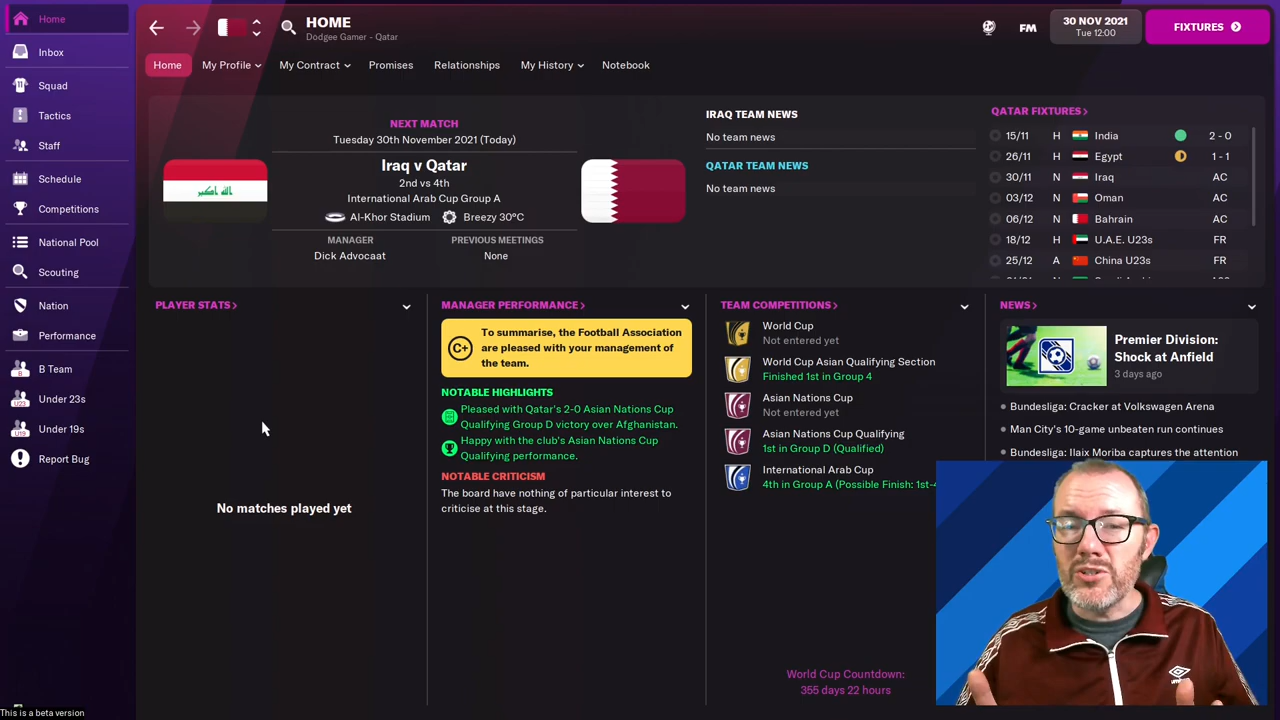 Home
Inbox
Squad
Tactics
Staff
Schedule
Competitions
National Pool
Scouting
Nation
Performance
B Team
Under 23s
Under 19s
Report Bug
This is a beta version
HOME
Dodgee Gamer - Qatar
FM
30 NOV 2021
Tue 12:00
FIXTURES
Home
My Profile
My Contract
Promises
Relationships
My History
Notebook
NEXT MATCH
Tuesday 30th November 2021 (Today)
Iraq v Qatar
2nd vs 4th
International Arab Cup Group A
Al-Khor Stadium
Breezy 30°C
MANAGER
Dick Advocaat
PREVIOUS MEETINGS
None
الله اكبر
IRAQ TEAM NEWS
No team news
QATAR TEAM NEWS
No team news
QATAR FIXTURES
15/11 H India 2 - 0
26/11 H Egypt 1 - 1
30/11 N Iraq AC
03/12 N Oman AC
06/12 N Bahrain AC
18/12 H U.A.E. U23s FR
25/12 A China U23s FR
PLAYER STATS
No matches played yet
MANAGER PERFORMANCE
C+
To summarise, the Football Association
are pleased with your management of
the team.
NOTABLE HIGHLIGHTS
Pleased with Qatar's 2-0 Asian Nations Cup
Qualifying Group D victory over Afghanistan.
Happy with the club's Asian Nations Cup
Qualifying performance.
NOTABLE CRITICISM
The board have nothing of particular interest to
criticise at this stage.
TEAM COMPETITIONS
World Cup
Not entered yet
World Cup Asian Qualifying Section
Finished 1st in Group 4
Asian Nations Cup
Not entered yet
Asian Nations Cup Qualifying
1st in Group D (Qualified)
International Arab Cup
4th in Group A (Possible Finish: 1st-4
World Cup Countdown:
355 days 22 hours
NEWS
Premier Division:
Shock at Anfield
3 days ago
Bundesliga: Cracker at Volkswagen Arena
Man City's 10-game unbeaten run continues
Bundesliga: Ilaix Moriba captures the attention